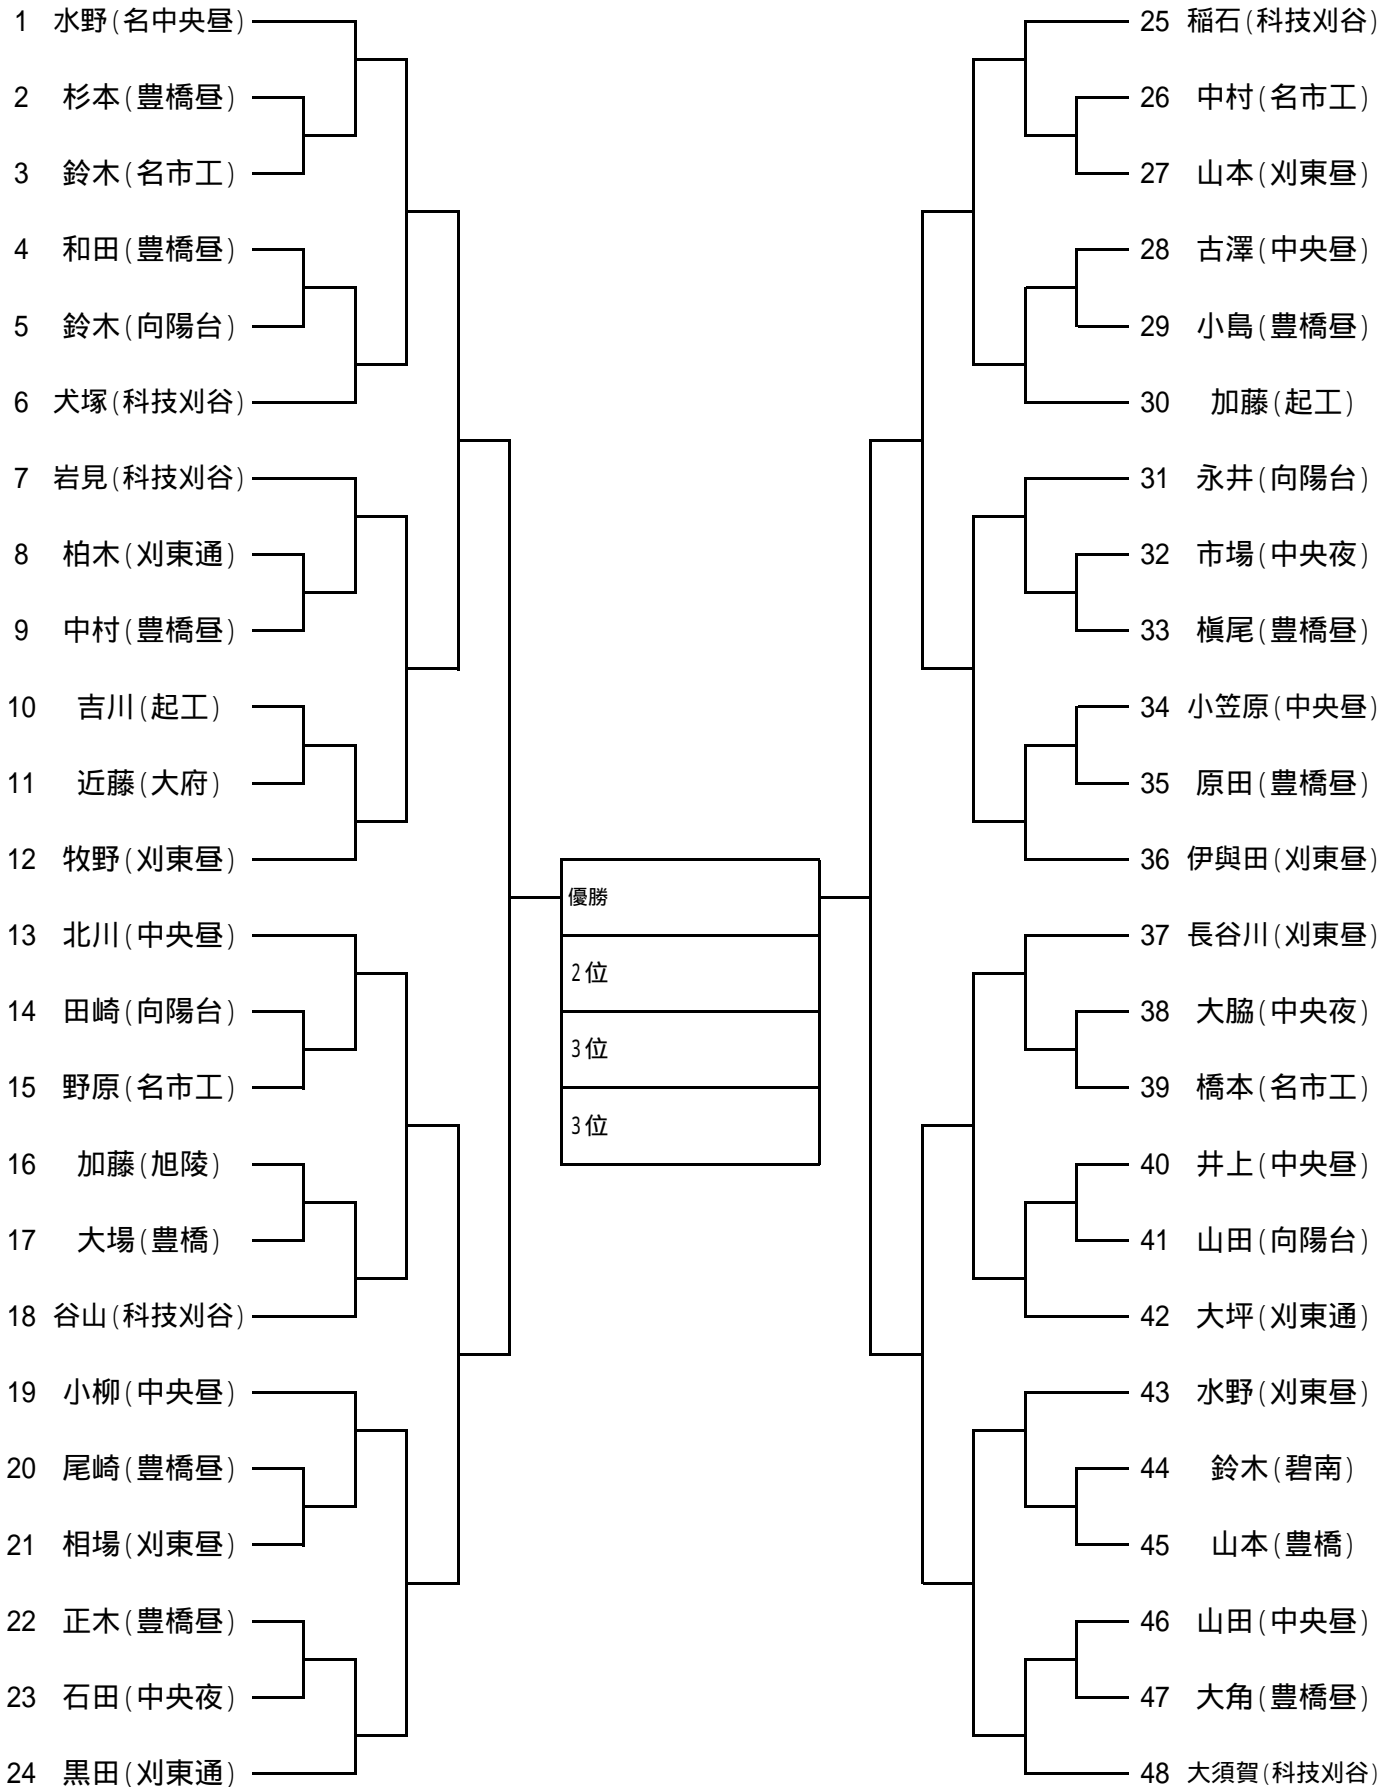 1 水野(名中央昼)
2 杉本(豊橋昼)
3 鈴木(名市工)
4 和田(豊橋昼)
5 鈴木(向陽台)
6 犬塚(科技刈谷)
7 岩見(科技刈谷)
8 柏木(刈東通)
9 中村(豊橋昼)
10 吉川(起工)
11 近藤(大府)
12 牧野(刈東昼)
13 北川(中央昼)
14 田崎(向陽台)
15 野原(名市工)
16 加藤(旭陵)
17 大場(豊橋)
18 谷山(科技刈谷)
19 小柳(中央昼)
20 尾崎(豊橋昼)
21 相場(刈東昼)
22 正木(豊橋昼)
23 石田(中央夜)
24 黒田(刈東通)
優勝
2位
3位
3位
25 稲石(科技刈谷)
26 中村(名市工)
27 山本(刈東昼)
28 古澤(中央昼)
29 小島(豊橋昼)
30 加藤(起工)
31 永井(向陽台)
32 市場(中央夜)
33 槇尾(豊橋昼)
34 小笠原(中央昼)
35 原田(豊橋昼)
36 伊與田(刈東昼)
37 長谷川(刈東昼)
38 大脇(中央夜)
39 橋本(名市工)
40 井上(中央昼)
41 山田(向陽台)
42 大坪(刈東通)
43 水野(刈東昼)
44 鈴木(碧南)
45 山本(豊橋)
46 山田(中央昼)
47 大角(豊橋昼)
48 大須賀(科技刈谷)